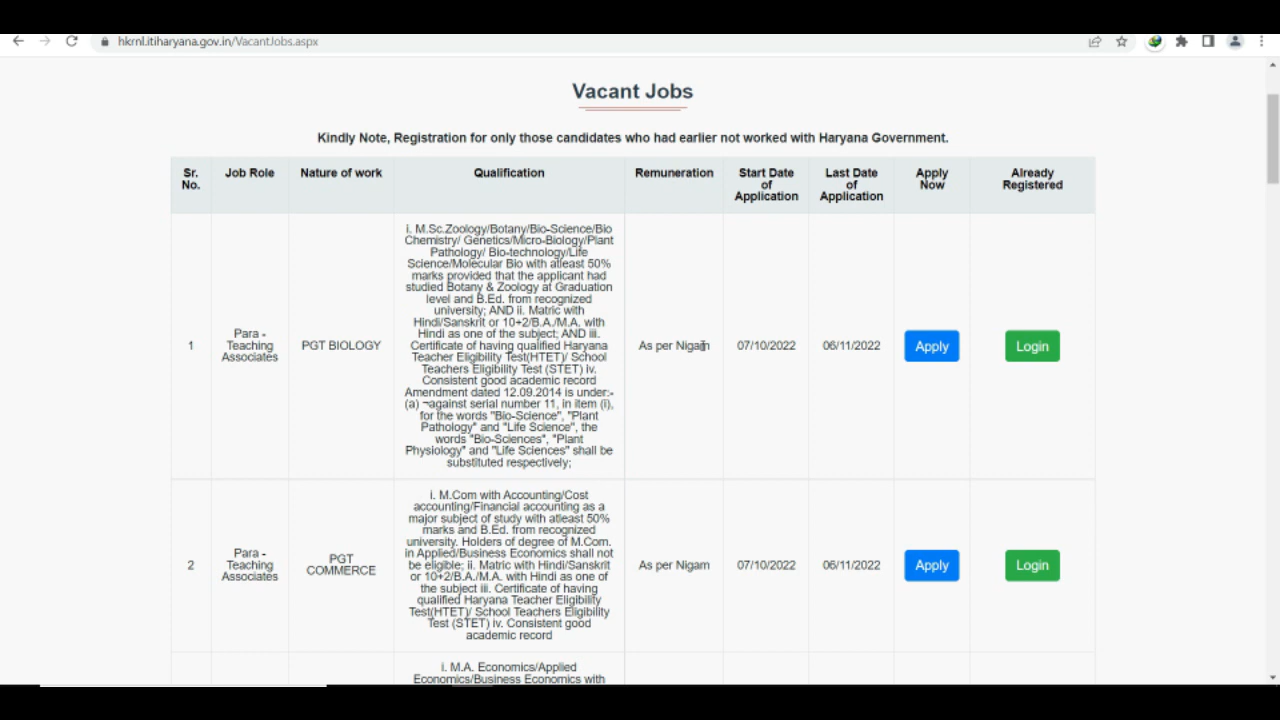 hkrnl.itiharyana.gov.in/VacantJobs.aspx
Vacant Jobs
Kindly Note, Registration for only those candidates who had earlier not worked with Haryana Government.
Sr. No.
Job Role
Nature of work
Qualification
Remuneration
Start Date of Application
Last Date of Application
Apply Now
Already Registered
1
Para - Teaching Associates
PGT BIOLOGY
i. M.Sc.Zoology/Botany/Bio-Science/Bio
Chemistry/ Genetics/Micro-Biology/Plant
Pathology/ Bio-technology/Life
Science/Molecular Bio with atleast 50%
marks provided that the applicant had
studied Botany & Zoology at Graduation
level and B.Ed. from recognized
university; AND ii. Matric with
Hindi/Sanskrit or 10+2/B.A./M.A. with
Hindi as one of the subject; AND iii.
Certificate of having qualified Haryana
Teacher Eligibility Test(HTET)/ School
Teachers Eligibility Test (STET) iv.
Consistent good academic record
Amendment dated 12.09.2014 is under:-
(a) ¬against serial number 11, in item (i),
for the words "Bio-Science", "Plant
Pathology" and "Life Science", the
words "Bio-Sciences", "Plant
Physiology" and "Life Sciences" shall be
substituted respectively;
As per Nigam
07/10/2022
06/11/2022
Apply
Login
2
Para - Teaching Associates
PGT COMMERCE
i. M.Com with Accounting/Cost
accounting/Financial accounting as a
major subject of study with atleast 50%
marks and B.Ed. from recognized
university. Holders of degree of M.Com.
in Applied/Business Economics shall not
be eligible; ii. Matric with Hindi/Sanskrit
or 10+2/B.A./M.A. with Hindi as one of
the subject iii. Certificate of having
qualified Haryana Teacher Eligibility
Test(HTET)/ School Teachers Eligibility
Test (STET) iv. Consistent good
academic record
As per Nigam
07/10/2022
06/11/2022
Apply
Login
i. M.A. Economics/Applied
Economics/Business Economics with